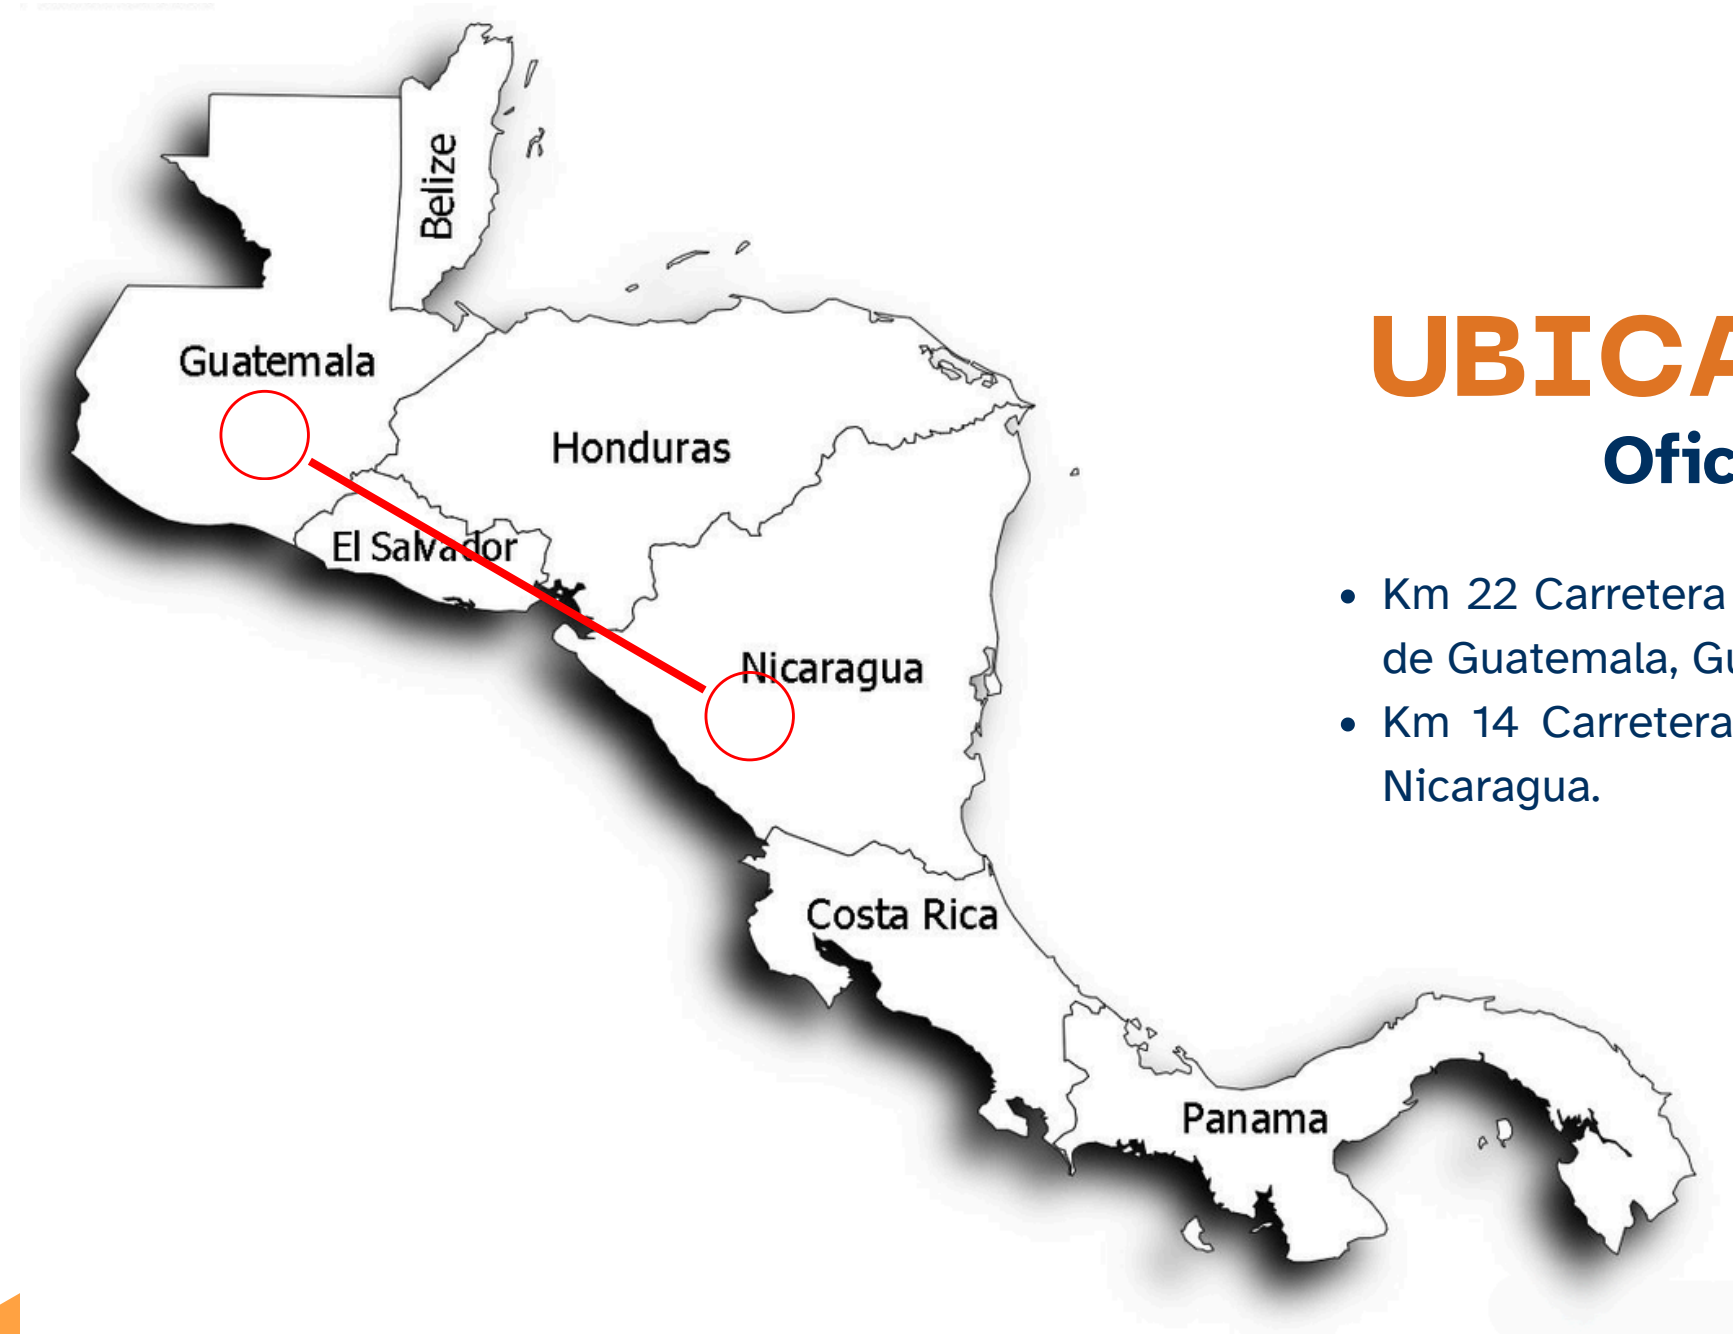 Belize
Guatemala
Honduras
El Salvador
Nicaragua
Costa Rica
Panama
UBICA
Ofic
• Km 22 Carretera
de Guatemala, Gu
• Km 14 Carretera
Nicaragua.